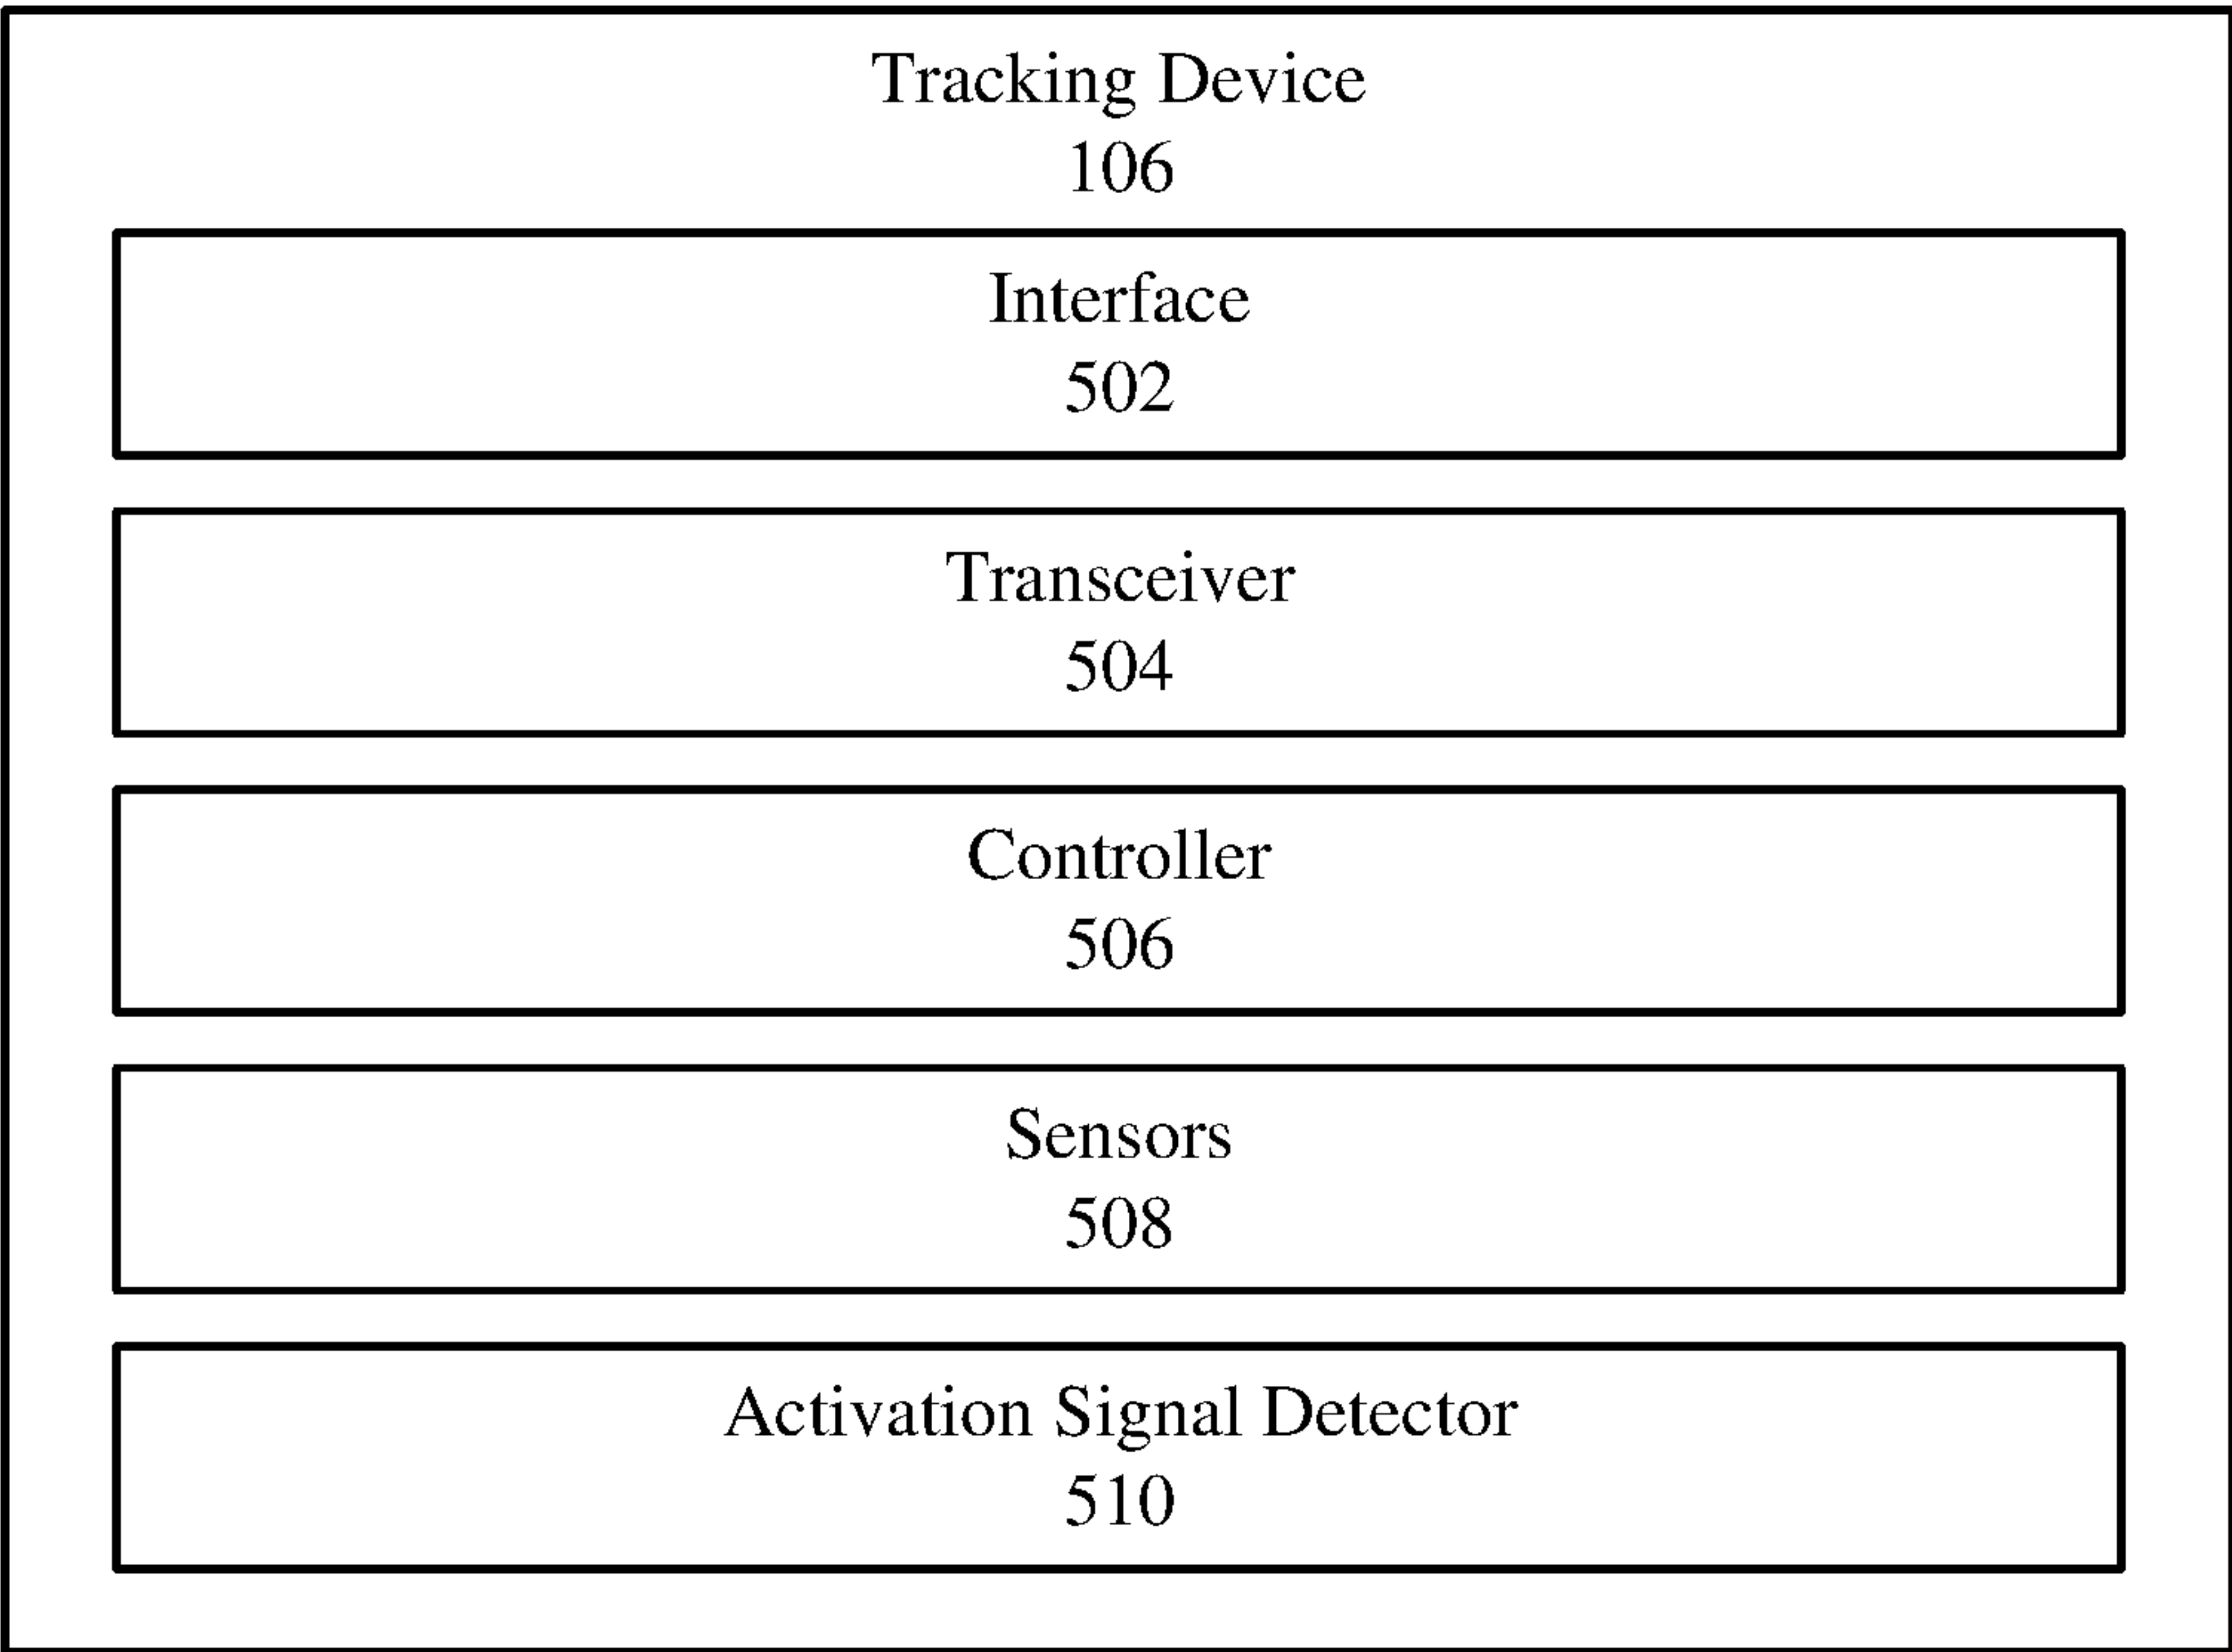 Tracking Device
106
Interface
502
Transceiver
504
Controller
506
Sensors
508
Activation Signal Detector
510